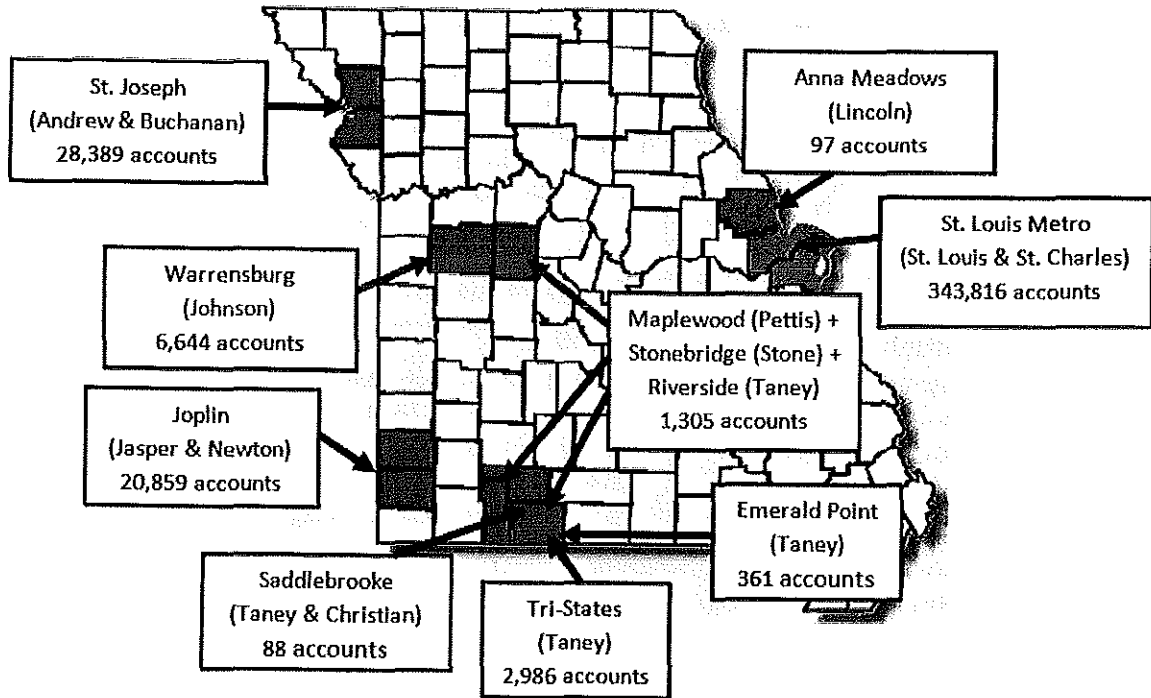 St. Joseph
(Andrew & Buchanan)
28,389 accounts
Anna Meadows
(Lincoln)
97 accounts
St. Louis Metro
(St. Louis & St. Charles)
343,816 accounts
Warrensburg
(Johnson)
6,644 accounts
Maplewood (Pettis) +
Stonebridge (Stone) +
Riverside (Taney)
1,305 accounts
Joplin
(Jasper & Newton)
20,859 accounts
Emerald Point
(Taney)
361 accounts
Saddlebrooke
(Taney & Christian)
88 accounts
Tri-States
(Taney)
2,986 accounts